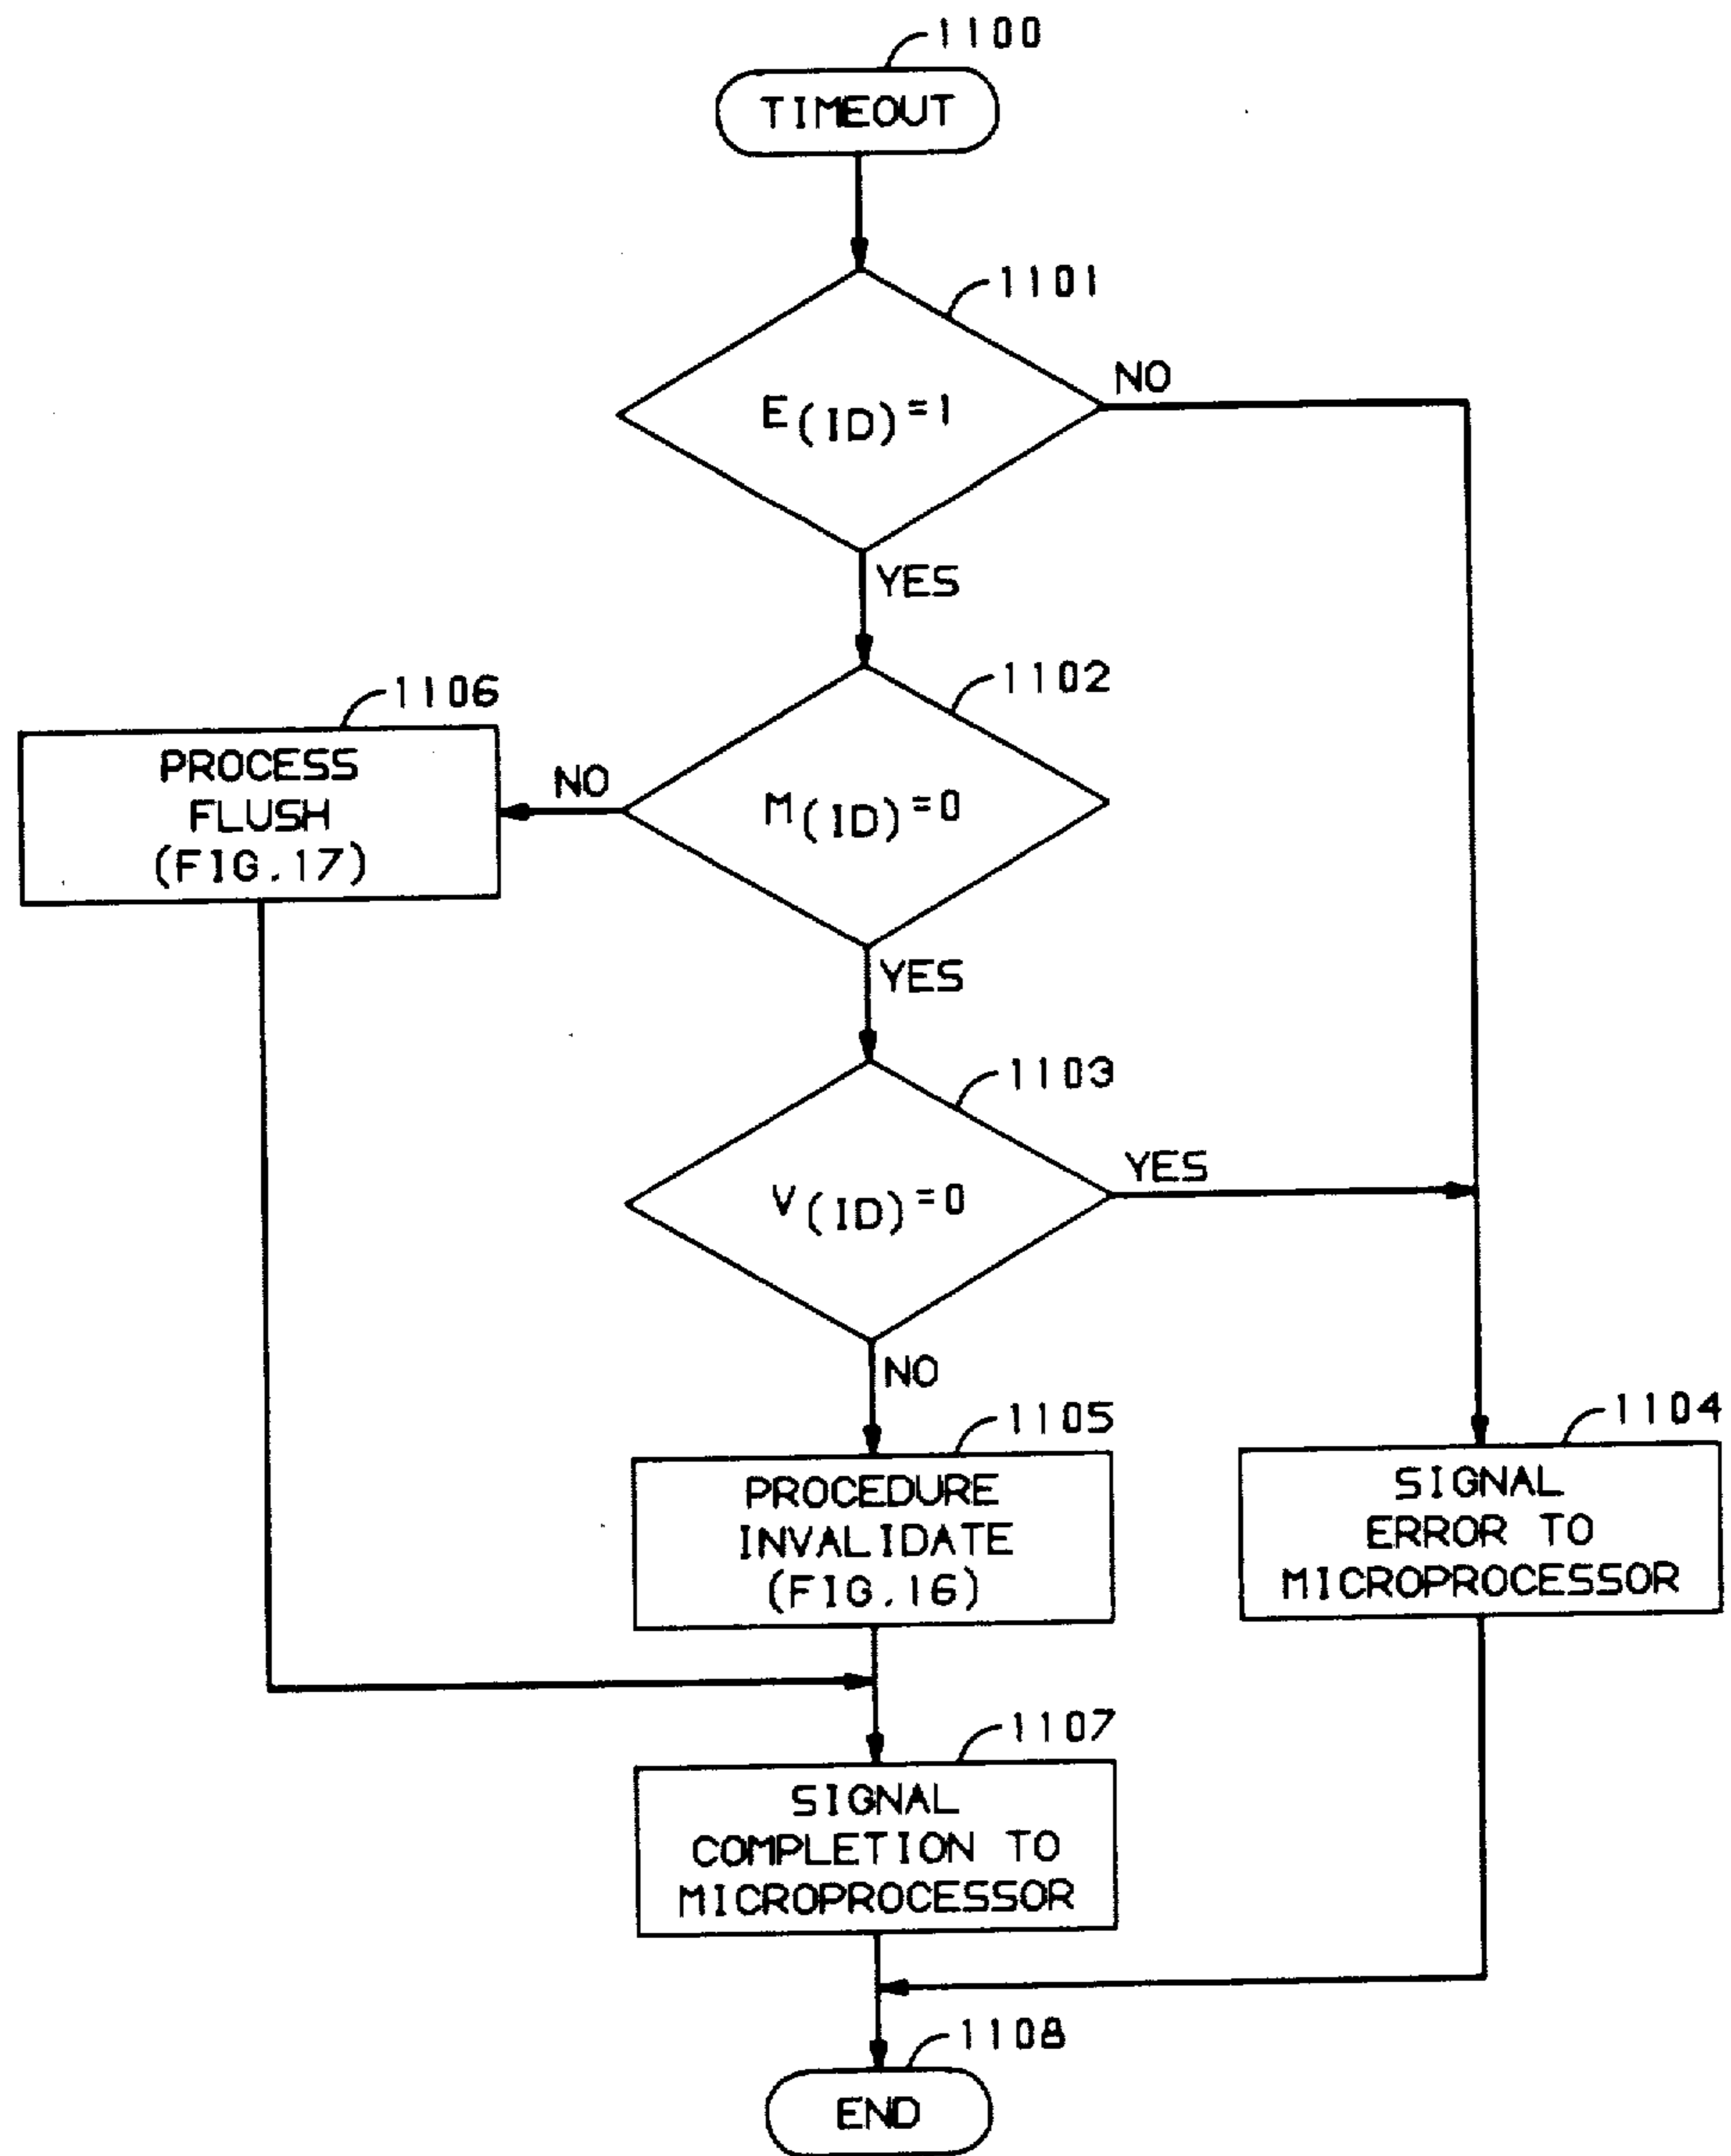 1100
TIMEOUT
1101
E(ID)=1
NO
YES
1102
M(ID)=0
NO
1106
PROCESS
FLUSH
(FIG.17)
YES
1103
V(ID)=0
YES
NO
1105
PROCEDURE
INVALIDATE
(FIG.16)
1104
SIGNAL
ERROR TO
MICROPROCESSOR
1107
SIGNAL
COMPLETION TO
MICROPROCESSOR
1108
END